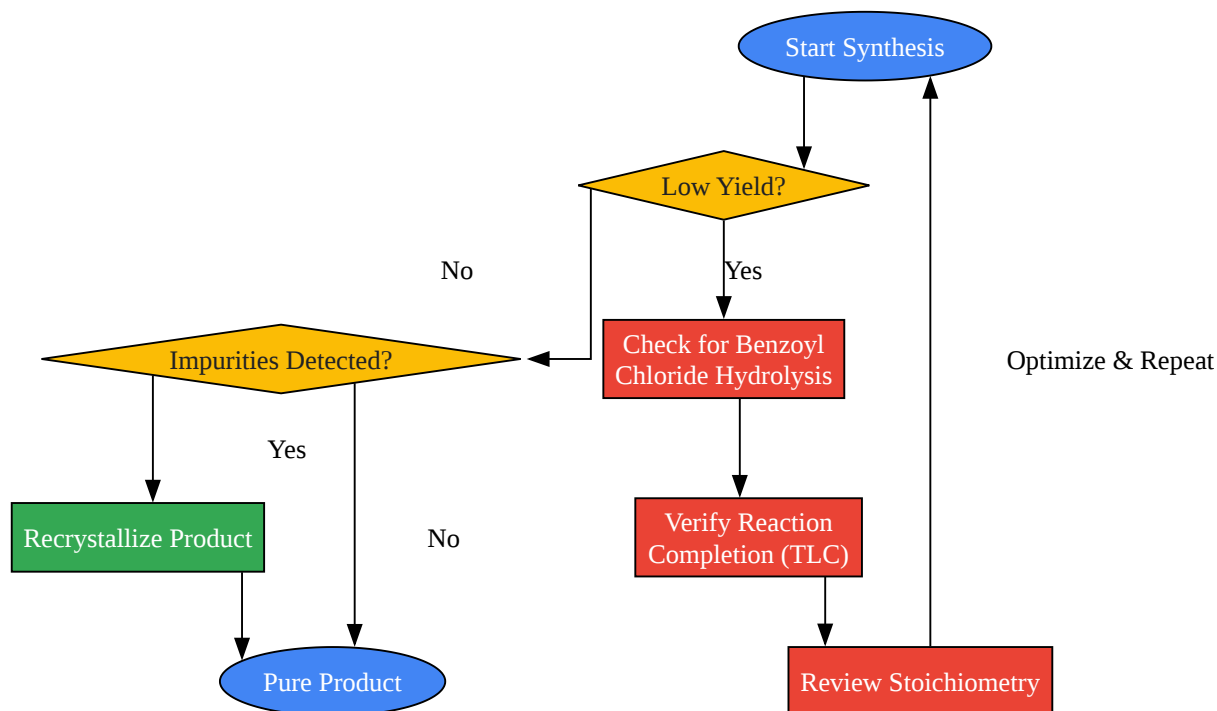 Start Synthesis
Low Yield?
No
Yes
Check for Benzoyl
Chloride Hydrolysis
Impurities Detected?
Optimize & Repeat
Yes
Recrystallize Product
No
Verify Reaction
Completion (TLC)
Pure Product
Review Stoichiometry